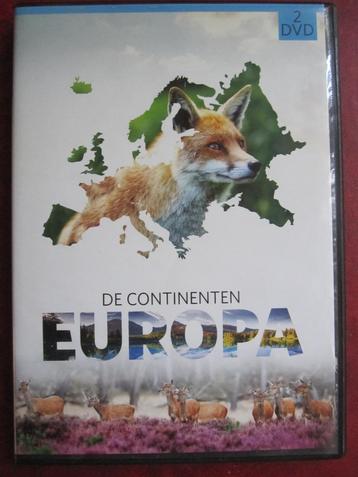 2
DVD
DE CONTINENTEN
EUROPA